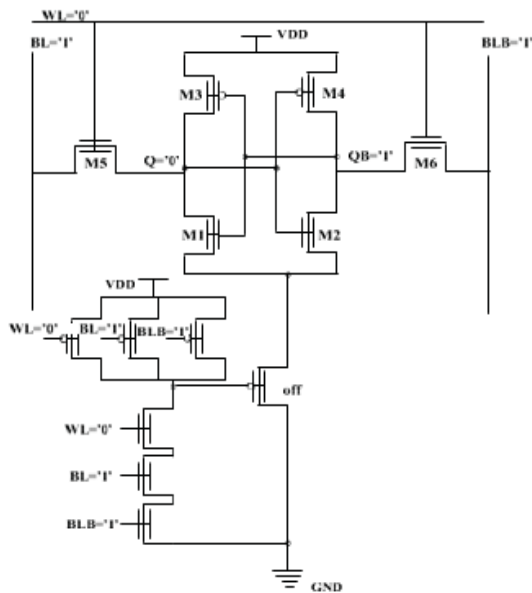 WL='0'
BL='1'
BLB='1'
VDD
M3
M4
M5
Q='0'
QB='1'
M6
M1
M2
VDD
WL='0'
BL='1'
BLB='1'
off
WL='0'
BL='1'
BLB='1'
GND